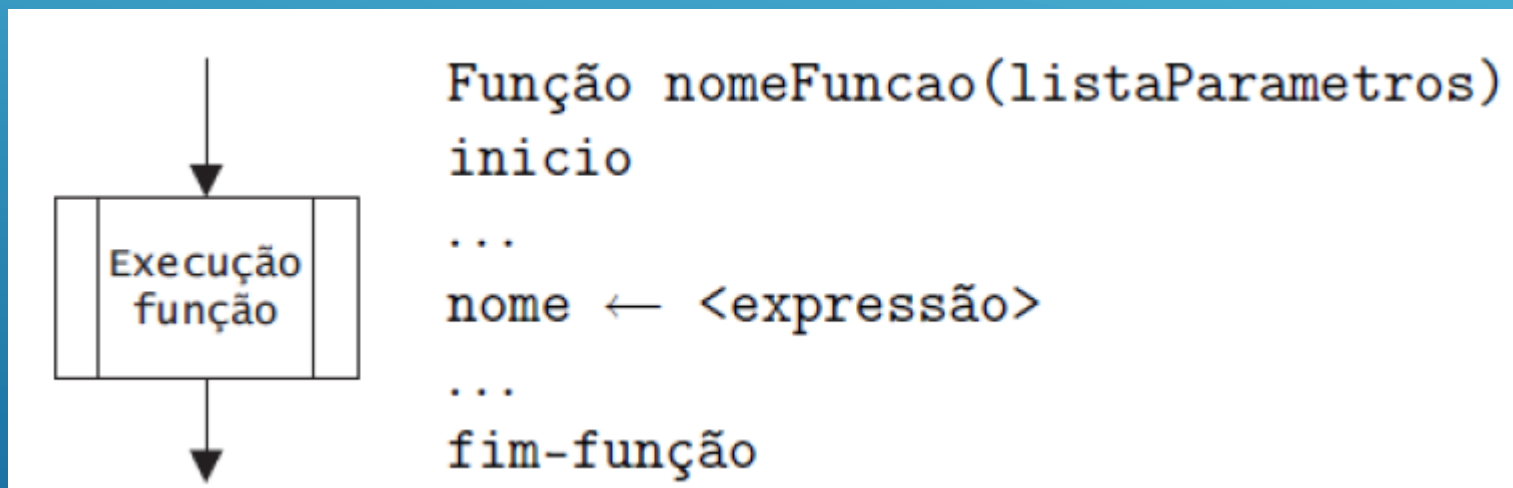 Execução
função
Função nomeFuncao(listaParametros)
inicio
...
nome ← <expressão>
...
fim-função